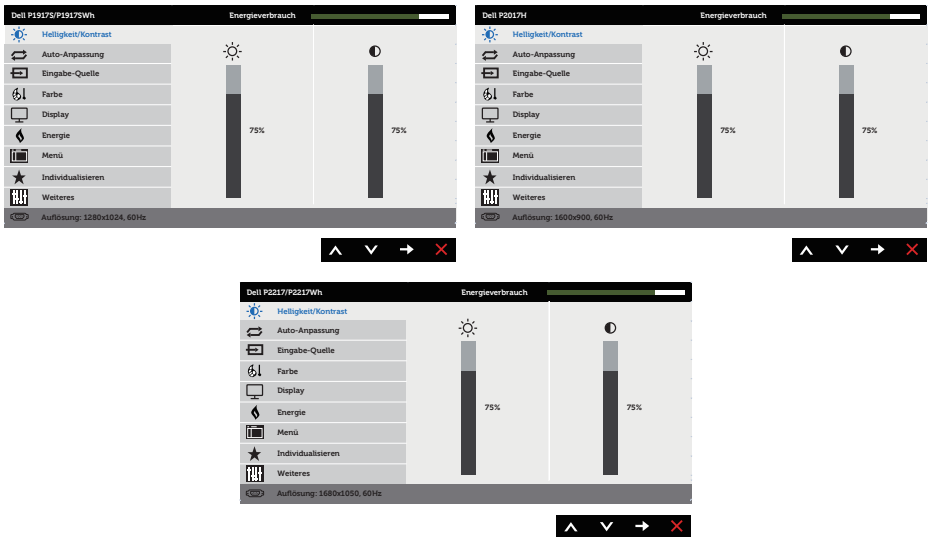 Dell P1917S/P1917SWh Energieverbrauch
Helligkeit/Kontrast
Auto-Anpassung
Eingabe-Quelle
Farbe
Display
Energie
75% 75%
Menü
Individualisieren
Weiteres
Auflösung: 1280x1024, 60Hz
Dell P2017H Energieverbrauch
Helligkeit/Kontrast
Auto-Anpassung
Eingabe-Quelle
Farbe
Display
Energie
75% 75%
Menü
Individualisieren
Weiteres
Auflösung: 1600x900, 60Hz
Dell P2217/P2217Wh Energieverbrauch
Helligkeit/Kontrast
Auto-Anpassung
Eingabe-Quelle
Farbe
Display
Energie
75% 75%
Menü
Individualisieren
Weiteres
Auflösung: 1680x1050, 60Hz